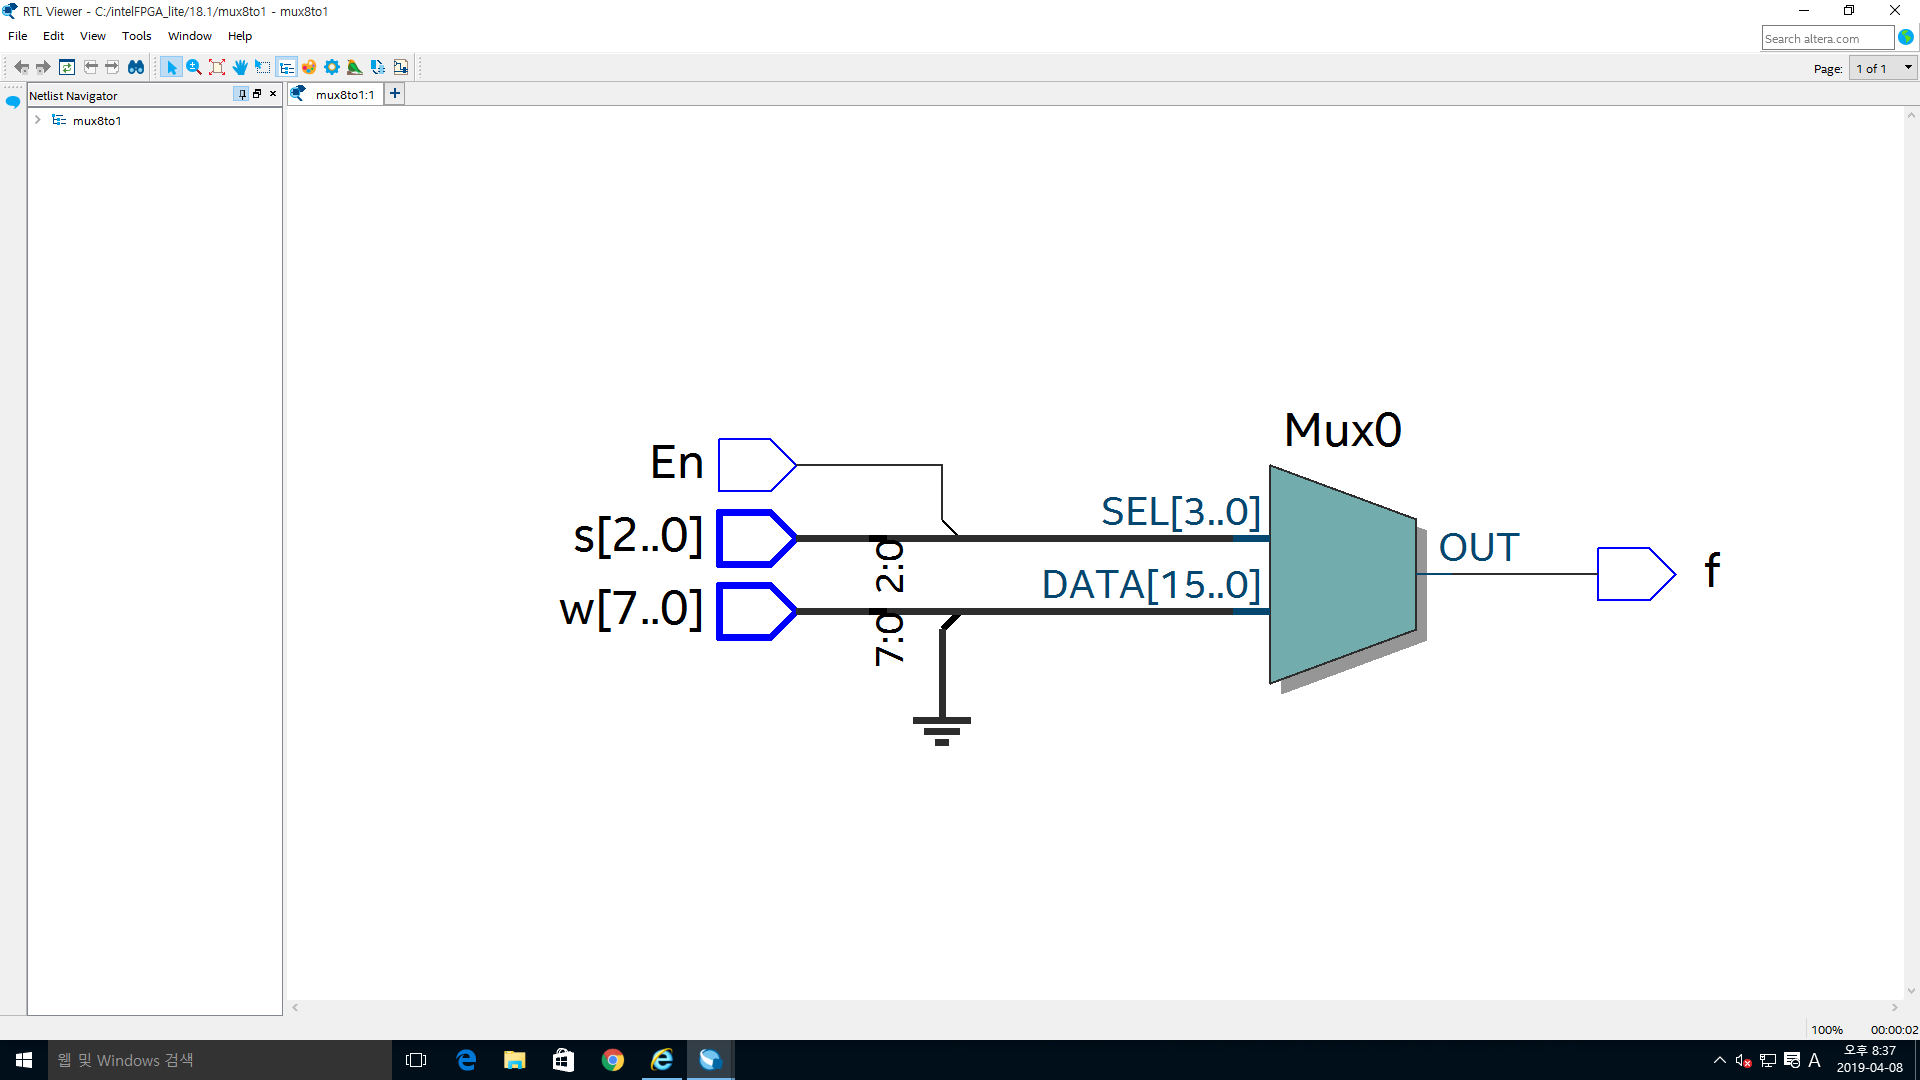 RTL Viewer - C:/intelFPGA_lite/18.1/mux8to1 - mux8to1
File Edit View Tools Window Help
Search altera.com
Page: 1 of 1
Netlist Navigator
mux8to1:1
mux8to1
Mux0
En
SEL[3..0]
s[2..0]
2:0
OUT
f
DATA[15..0]
w[7..0]
7:0
100% 00:00:02
웹 및 Windows 검색
A
오후 8:37
2019-04-08